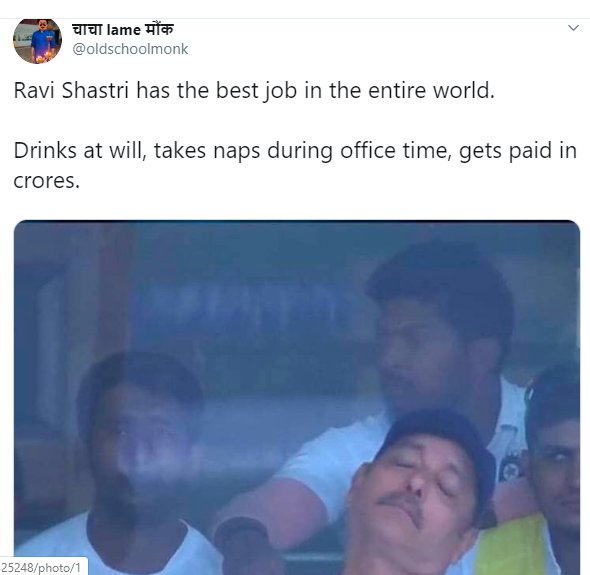 चाचा lame मौंक
@oldschoolmonk
Ravi Shastri has the best job in the entire world.
Drinks at will, takes naps during office time, gets paid in
crores.
25248/photo/1